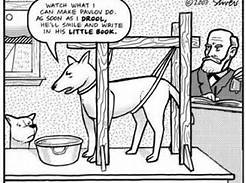 ©2003
WATCH WHAT I
CAN MAKE PAVLOV DO.
AS SOON AS I DROOL,
HE'LL SMILE AND WRITE
IN HIS LITTLE BOOK.